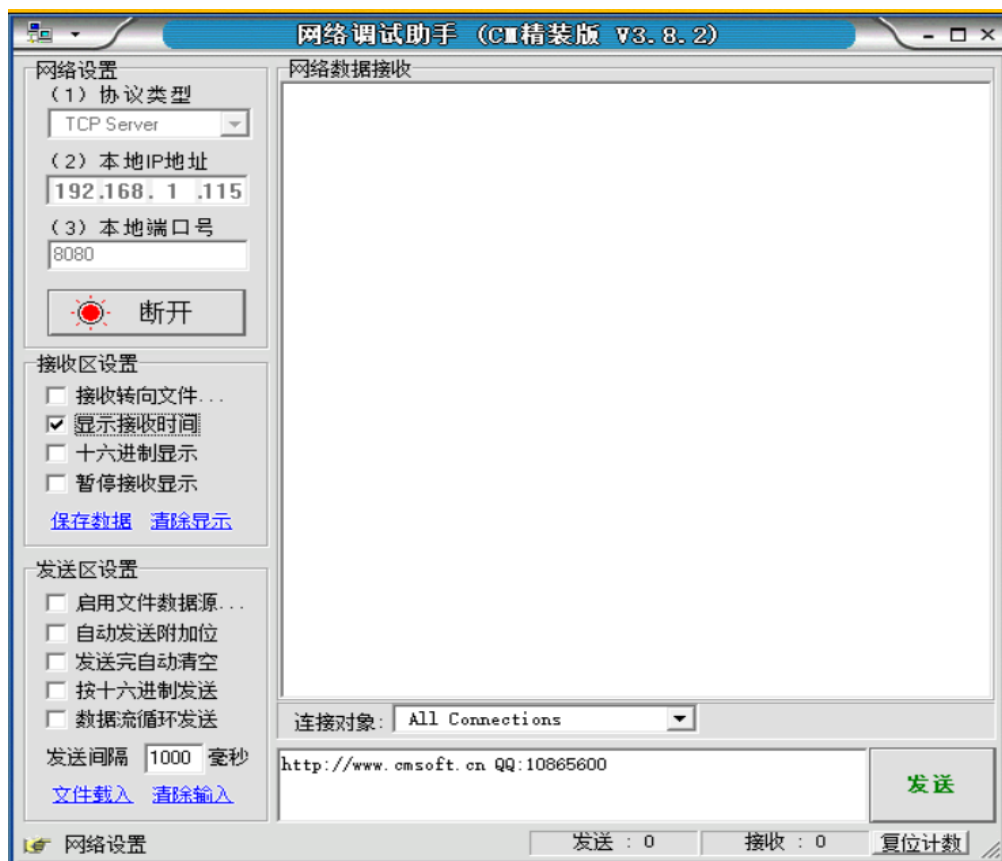 网络调试助手 (CM精装版 V3.8.2)
网络设置
(1) 协议类型
TCP Server
(2) 本地IP地址
192.168. 1 .115
(3) 本地端口号
8080
断开
接收区设置
接收转向文件...
显示接收时间
十六进制显示
暂停接收显示
保存数据 清除显示
发送区设置
启用文件数据源...
自动发送附加位
发送完自动清空
按十六进制发送
数据流循环发送
发送间隔 1000 毫秒
文件载入 清除输入
网络数据接收
连接对象: All Connections
http://www.cmsoft.cn QQ:10865600
发送
网络设置
发送 : 0
接收 : 0
复位计数